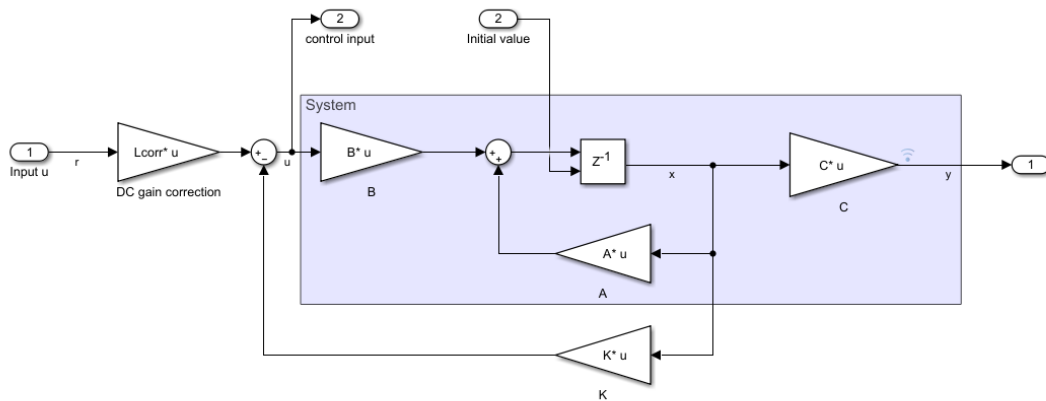 2
control input
2
Initial value
System
1
Input u
r
Lcorr* u
DC gain correction
+
−
u
B* u
B
+
+
Z-1
x
C* u
C
y
1
A* u
A
K* u
K